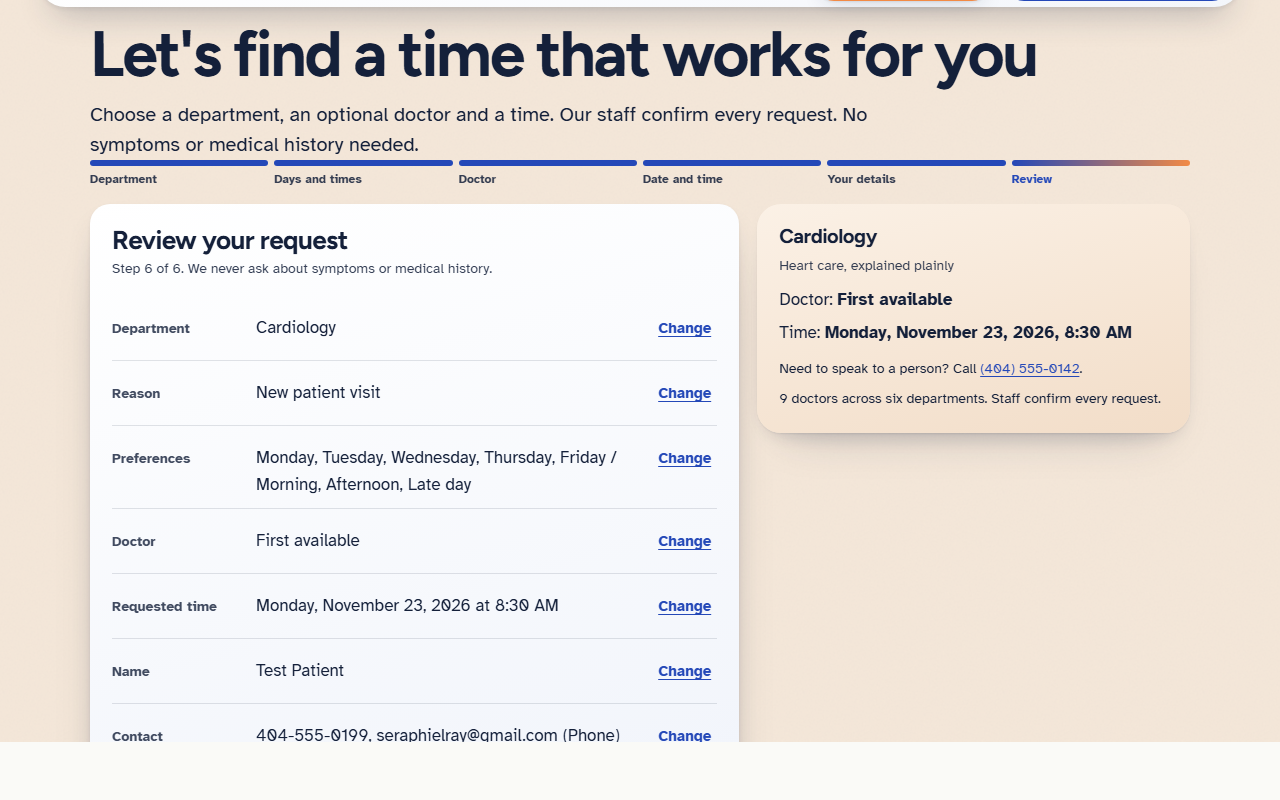 Let's find a time that works for you
Choose a department, an optional doctor and a time. Our staff confirm every request. No
symptoms or medical history needed.
Department
Days and times
Doctor
Date and time
Your details
Review
Review your request
Step 6 of 6. We never ask about symptoms or medical history.
Department
Cardiology
Change
Reason
New patient visit
Change
Preferences
Monday, Tuesday, Wednesday, Thursday, Friday /
Morning, Afternoon, Late day
Change
Doctor
First available
Change
Requested time
Monday, November 23, 2026 at 8:30 AM
Change
Name
Test Patient
Change
Contact
404-555-0199, seraphielray@gmail.com (Phone)
Change
Cardiology
Heart care, explained plainly
Doctor: First available
Time: Monday, November 23, 2026, 8:30 AM
Need to speak to a person? Call (404) 555-0142.
9 doctors across six departments. Staff confirm every request.